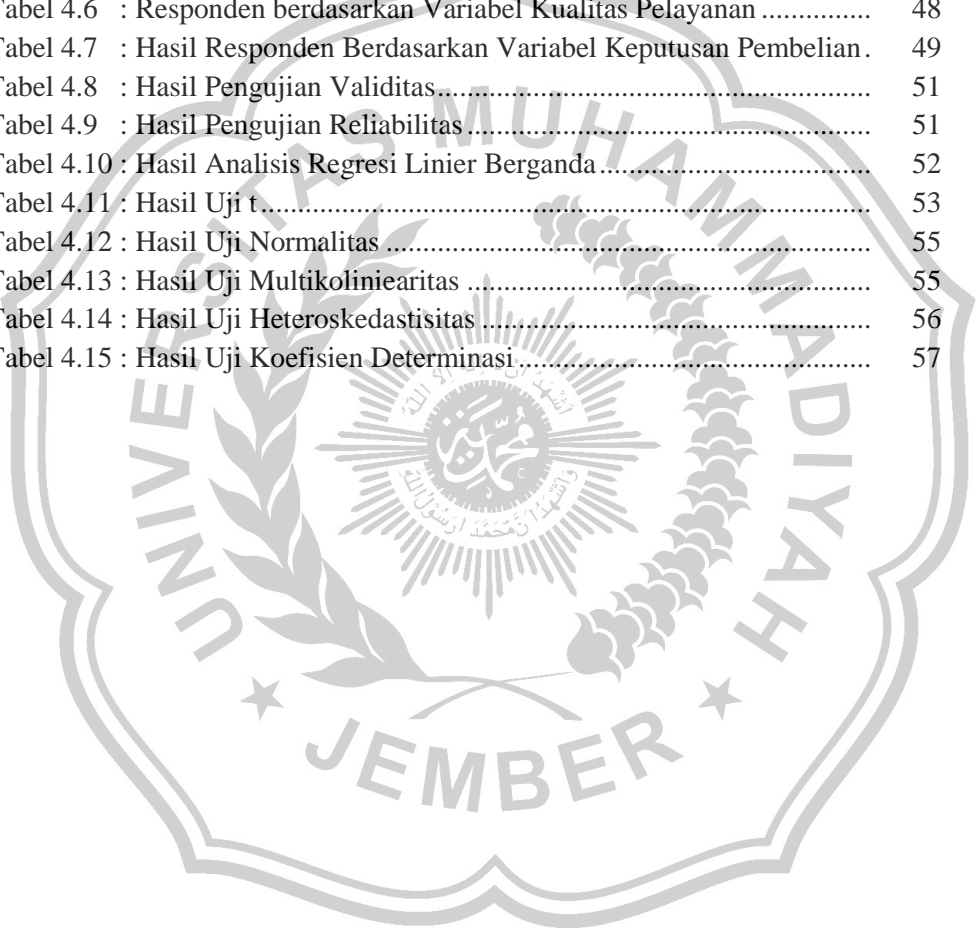 Tabel 4.6 : Responden berdasarkan Variabel Kualitas Pelayanan ............... 48
Tabel 4.7 : Hasil Responden Berdasarkan Variabel Keputusan Pembelian . 49
Tabel 4.8 : Hasil Pengujian Validitas.......................................................... 51
Tabel 4.9 : Hasil Pengujian Reliabilitas ...................................................... 51
Tabel 4.10 : Hasil Analisis Regresi Linier Berganda .................................... 52
Tabel 4.11 : Hasil Uji t.................................................................................. 53
Tabel 4.12 : Hasil Uji Normalitas ................................................................. 55
Tabel 4.13 : Hasil Uji Multikoliniearitas ...................................................... 55
Tabel 4.14 : Hasil Uji Heteroskedastisitas .................................................... 56
Tabel 4.15 : Hasil Uji Koefisien Determinasi ............................................... 57
UNIVERSITAS MUHAMMADIYAH
JEMBER